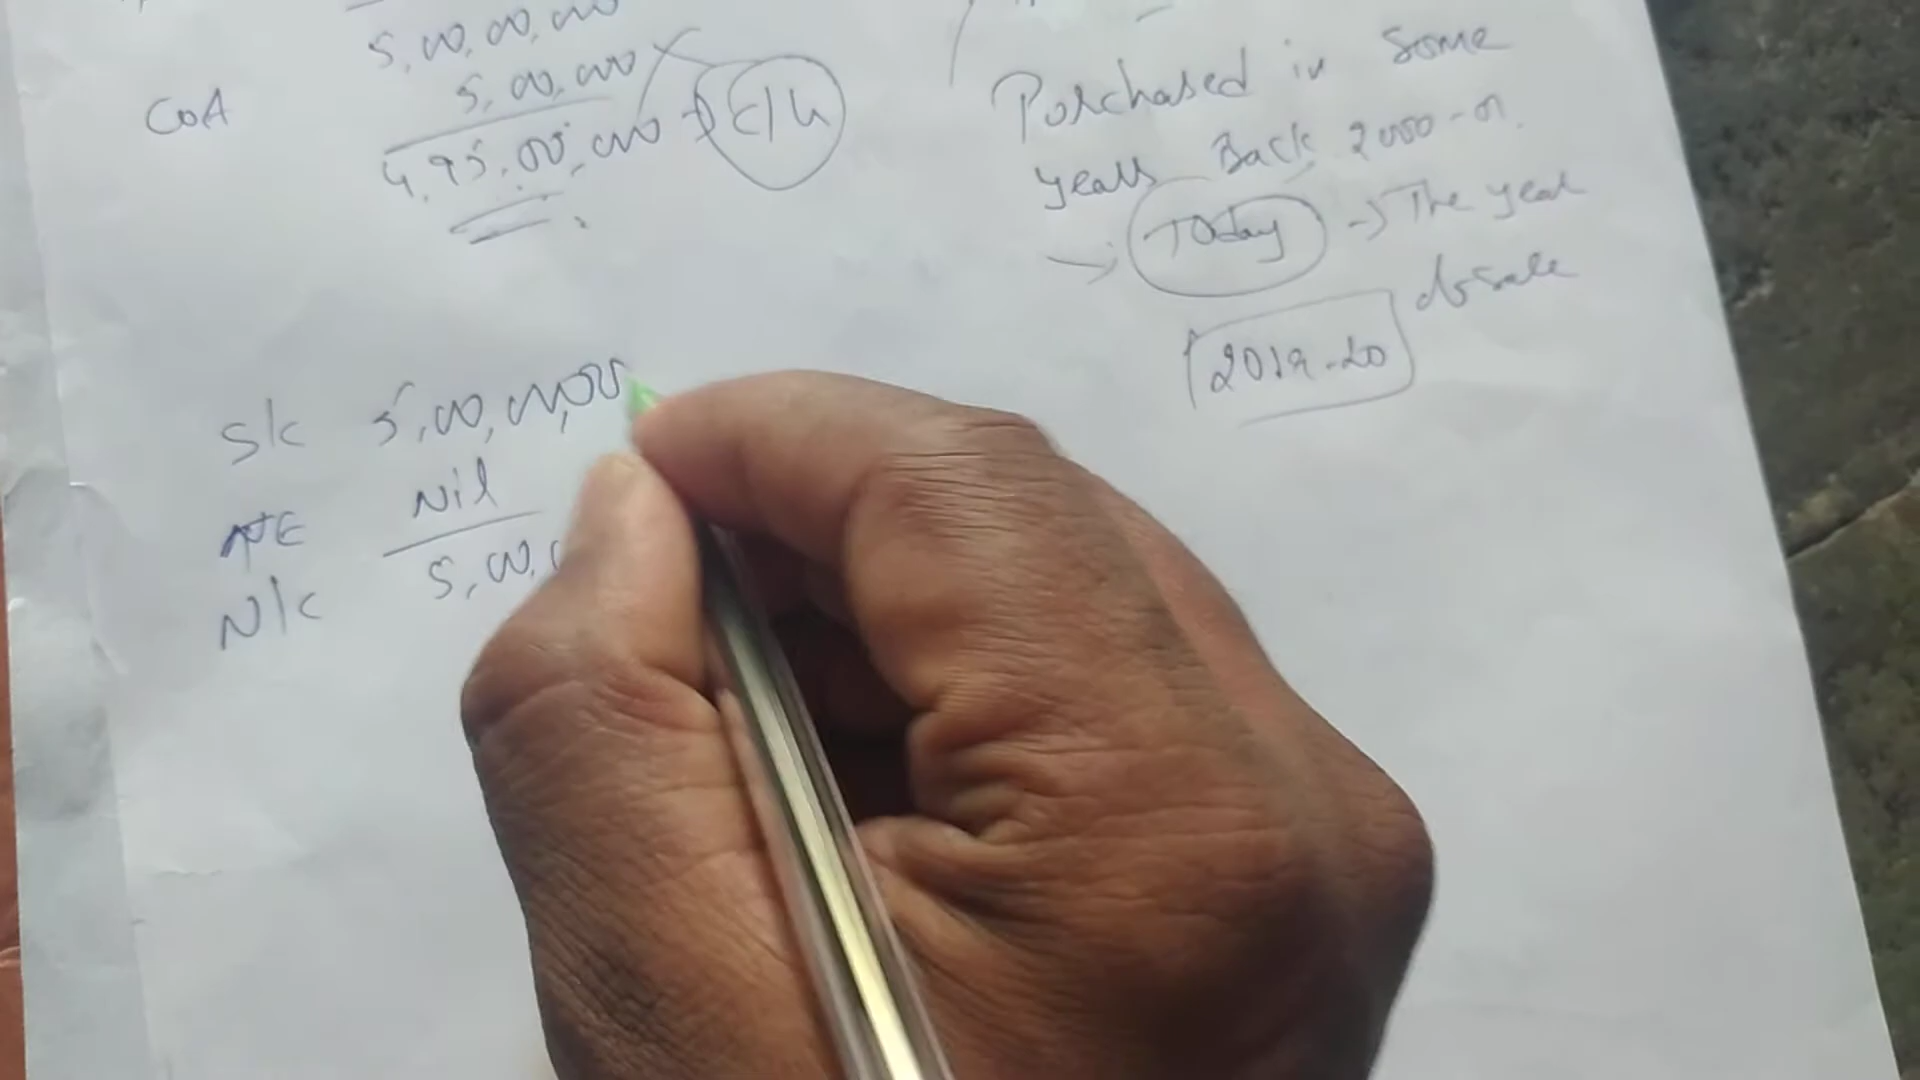 5,00,00,000
5,00,000
COA
4,95,00,000
Purchased in Some
years Back 2000-01.
Today → The year
of sale
2019-20
S/C 5,00,00,000
Nil
N/C 5,00,